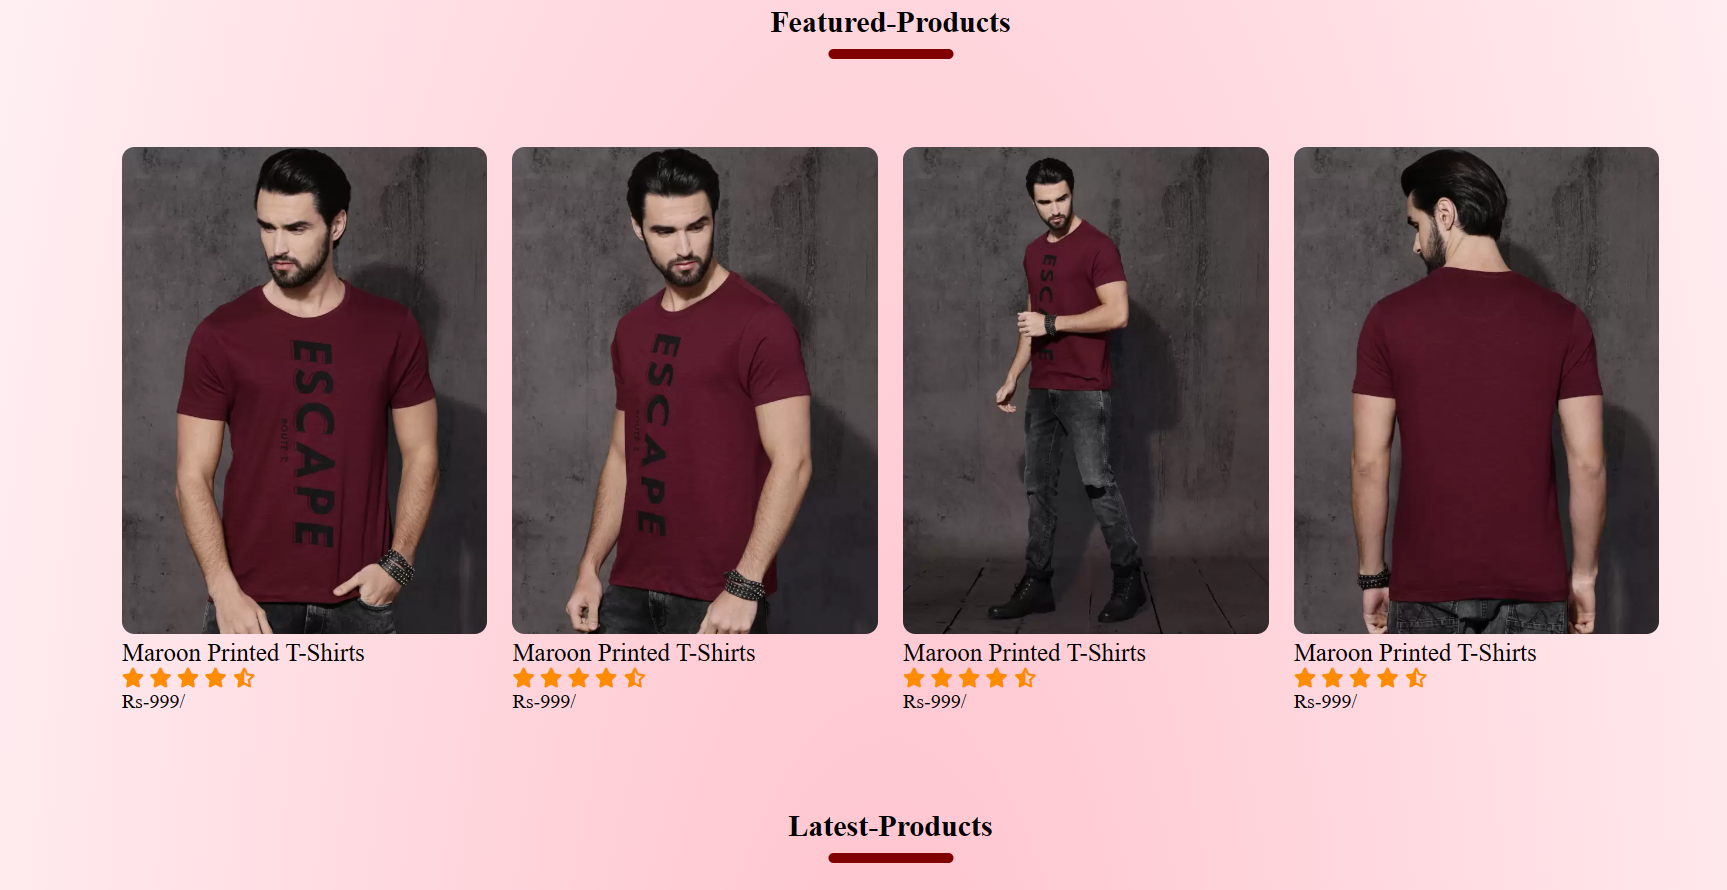 Featured-Products
ESCAPE
ESCAPE
ESC
E
Maroon Printed T-Shirts
Maroon Printed T-Shirts
Maroon Printed T-Shirts
Maroon Printed T-Shirts
Rs-999/
Rs-999/
Rs-999/
Rs-999/
Latest-Products